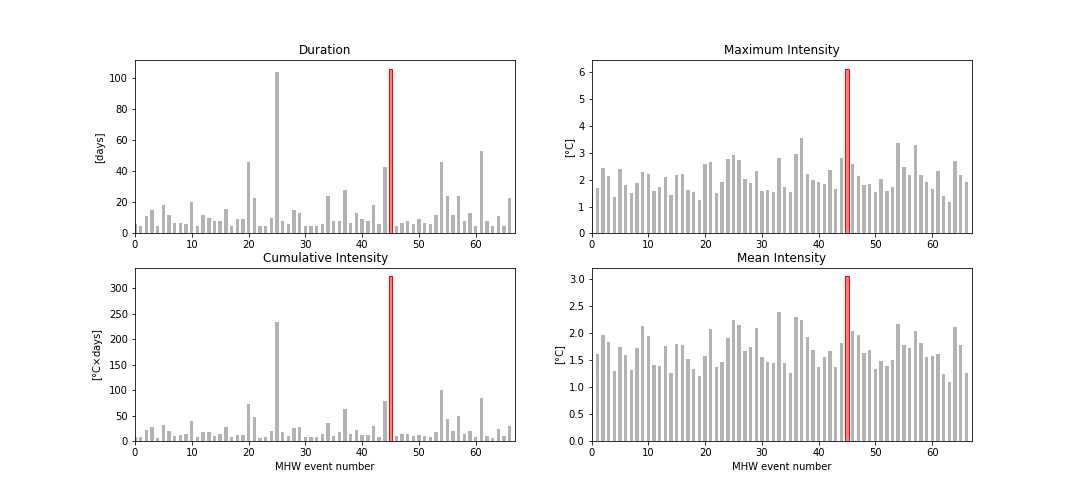 Duration
[days]
100
80
60
40
20
0
0 10 20 30 40 50 60
Maximum Intensity
[°C]
6
5
4
3
2
1
0
0 10 20 30 40 50 60
Cumulative Intensity
[°C×days]
300
250
200
150
100
50
0
0 10 20 30 40 50 60
MHW event number
Mean Intensity
[°C]
3.0
2.5
2.0
1.5
1.0
0.5
0.0
0 10 20 30 40 50 60
MHW event number